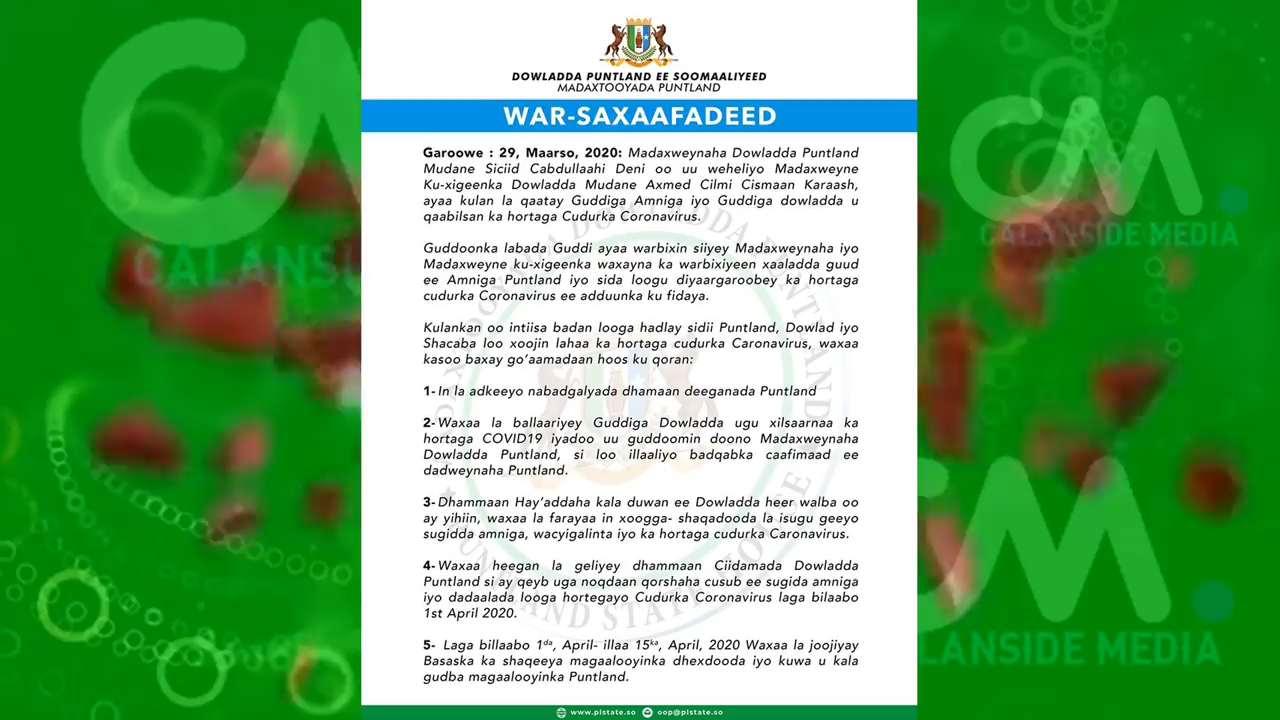 DOWLADDA PUNTLAND EE SOOMAALIYEED
MADAXTOOYADA PUNTLAND
WAR-SAXAAFADEED
Garoowe : 29, Maarso, 2020: Madaxweynaha Dowladda Puntland
Mudane Siciid Cabdullaahi Deni oo uu weheliyo Madaxweyne
Ku-xigeenka Dowladda Mudane Axmed Cilmi Cismaan Karaash,
ayaa kulan la qaatay Guddiga Amniga iyo Guddiga dowladda u
qaabilsan ka hortaga Cudurka Coronavirus.
Guddoonka labada Guddi ayaa warbixin siiyey Madaxweynaha iyo
Madaxweyne ku-xigeenka waxayna ka warbixiyeen xaaladda guud
ee Amniga Puntland iyo sida loogu diyaargaroobey ka hortaga
cudurka Coronavirus ee adduunka ku fidaya.
Kulankan oo intiisa badan looga hadlay sidii Puntland, Dowlad iyo
Shacaba loo xoojin lahaa ka hortaga cudurka Caronavirus, waxaa
kasoo baxay go'aamadaan hoos ku qoran:
1- In la adkeeyo nabadgalyada dhamaan deeganada Puntland
2- Waxaa la ballaariyey Guddiga Dowladda ugu xilsaarnaa ka
hortaga COVID19 iyadoo uu guddoomin doono Madaxweynaha
Dowladda Puntland, si loo illaaliyo badqabka caafimaad ee
dadweynaha Puntland.
3- Dhammaan Hay'addaha kala duwan ee Dowladda heer walba oo
ay yihiin, waxaa la farayaa in xoogga- shaqadooda la isugu geeyo
sugidda amniga, wacyigalinta iyo ka hortaga cudurka Caronavirus.
4- Waxaa heegan la geliyey dhammaan Ciidamada Dowladda
Puntland si ay qeyb uga noqdaan qorshaha cusub ee sugida amniga
iyo dadaalada looga hortegayo Cudurka Coronavirus laga bilaabo
1st April 2020.
5- Laga billaabo 1da, April- illaa 15ka, April, 2020 Waxaa la joojiyay
Basaska ka shaqeeya magaalooyinka dhexdooda iyo kuwa u kala
gudba magaalooyinka Puntland.
www.plstate.so oop@plstate.so
CM
CALANS
CM.
CALANSIDE MEDIA
CM.
ALANSIDE MEDIA